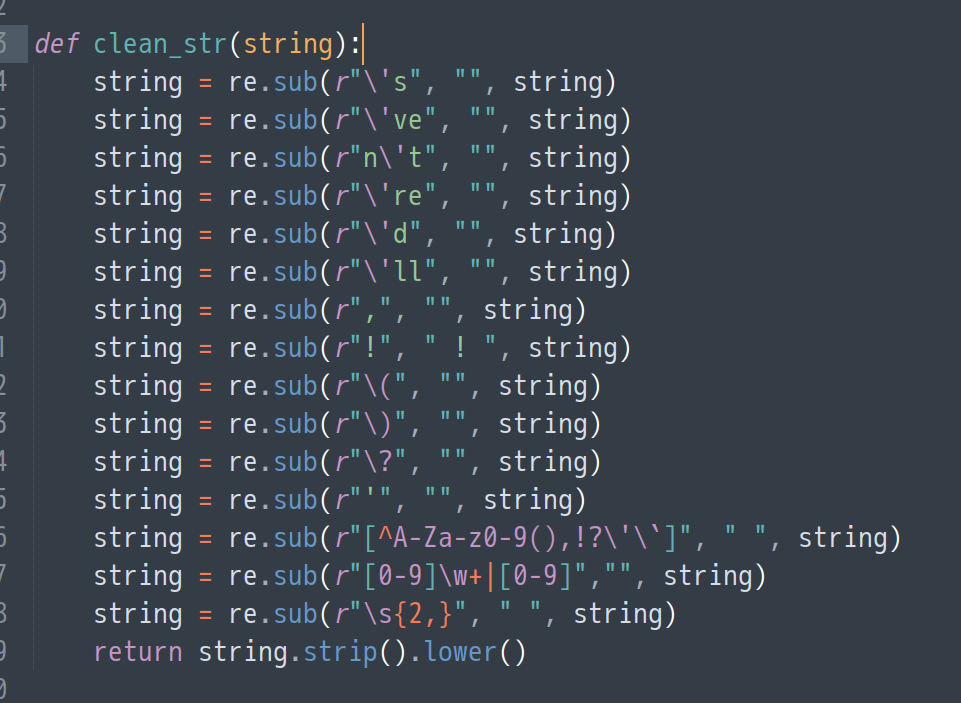 2
3 def clean_str(string):
4 string = re.sub(r"\'s", "", string)
5 string = re.sub(r"\'ve", "", string)
6 string = re.sub(r"n\'t", "", string)
7 string = re.sub(r"\'re", "", string)
8 string = re.sub(r"\'d", "", string)
9 string = re.sub(r"\'ll", "", string)
0 string = re.sub(r",", "", string)
1 string = re.sub(r"!", " ! ", string)
2 string = re.sub(r"\(", "", string)
3 string = re.sub(r"\)", "", string)
4 string = re.sub(r"\?", "", string)
5 string = re.sub(r"'", "", string)
6 string = re.sub(r"[^A-Za-z0-9(),!?\'\`]", " ", string)
7 string = re.sub(r"[0-9]\w+|[0-9]","", string)
8 string = re.sub(r"\s{2,}", " ", string)
9 return string.strip().lower()
0